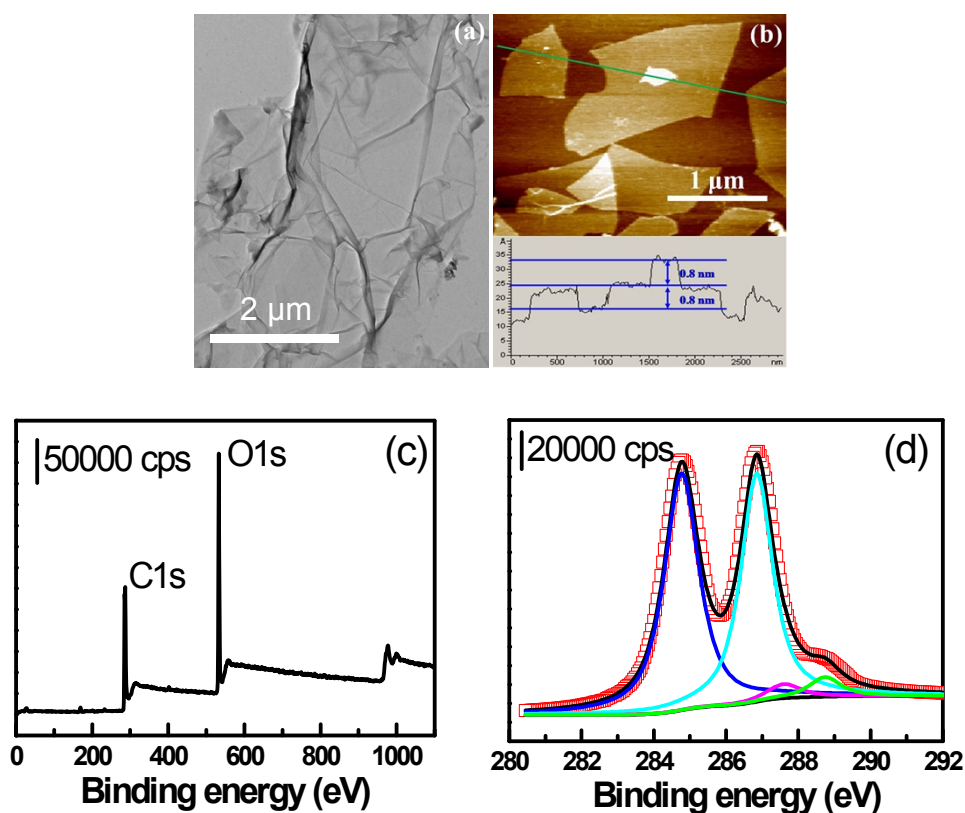 (a)
2 μm
(b)
1 μm
A
35
30
25
20
15
10
5
0
0.8 nm
0.8 nm
0 500 1000 1500 2000 2500 nm
50000 cps
(c)
O1s
C1s
0 200 400 600 800 1000
Binding energy (eV)
20000 cps
(d)
280 282 284 286 288 290 292
Binding energy (eV)